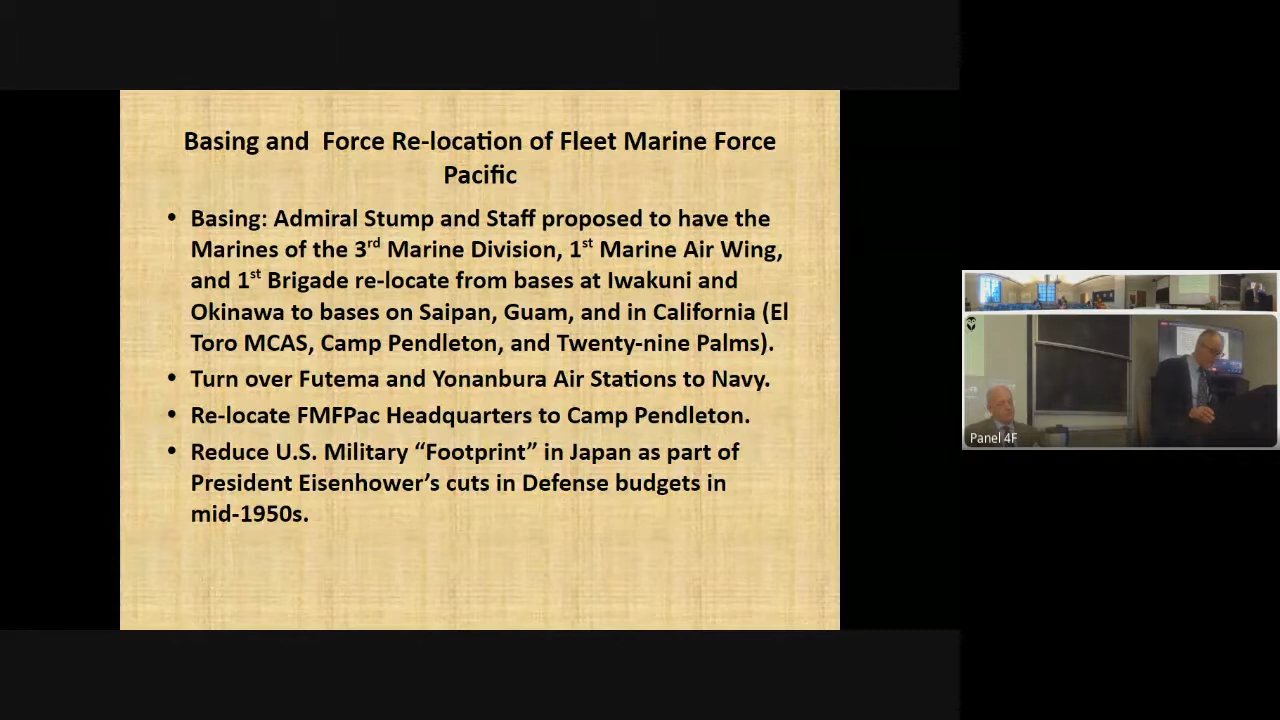 Basing and  Force Re-location of Fleet Marine Force
Pacific
• Basing: Admiral Stump and Staff proposed to have the
Marines of the 3rd Marine Division, 1st Marine Air Wing,
and 1st Brigade re-locate from bases at Iwakuni and
Okinawa to bases on Saipan, Guam, and in California (El
Toro MCAS, Camp Pendleton, and Twenty-nine Palms).
• Turn over Futema and Yonanbura Air Stations to Navy.
• Re-locate FMFPac Headquarters to Camp Pendleton.
• Reduce U.S. Military “Footprint” in Japan as part of
President Eisenhower’s cuts in Defense budgets in
mid-1950s.
Panel 4F